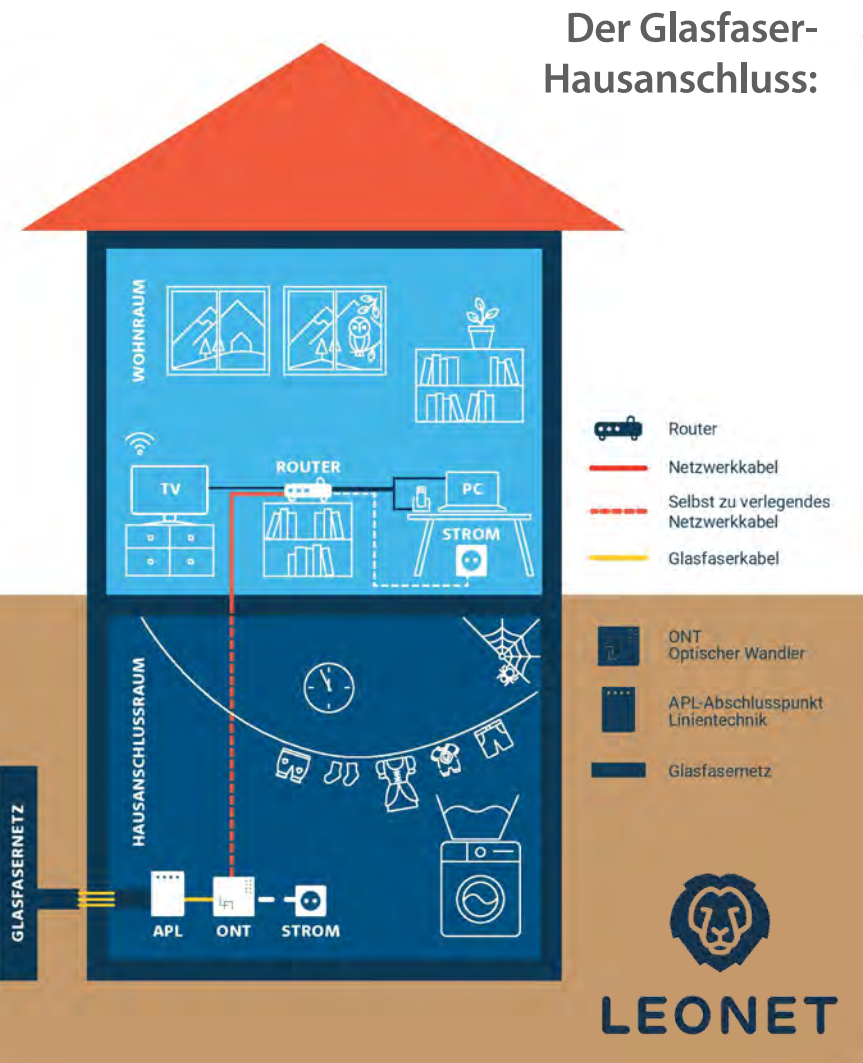 Der Glasfaser-
Hausanschluss:
WOHNRAUM
TV
ROUTER
PC
STROM
HAUSANSCHLUSSRAUM
GLASFASERNETZ
APL
ONT
STROM
Router
Netzwerkkabel
Selbst zu verlegendes
Netzwerkkabel
Glasfaserkabel
ONT
Optischer Wandler
APL-Abschlusspunkt
Linientechnik
Glasfasernetz
LEONET